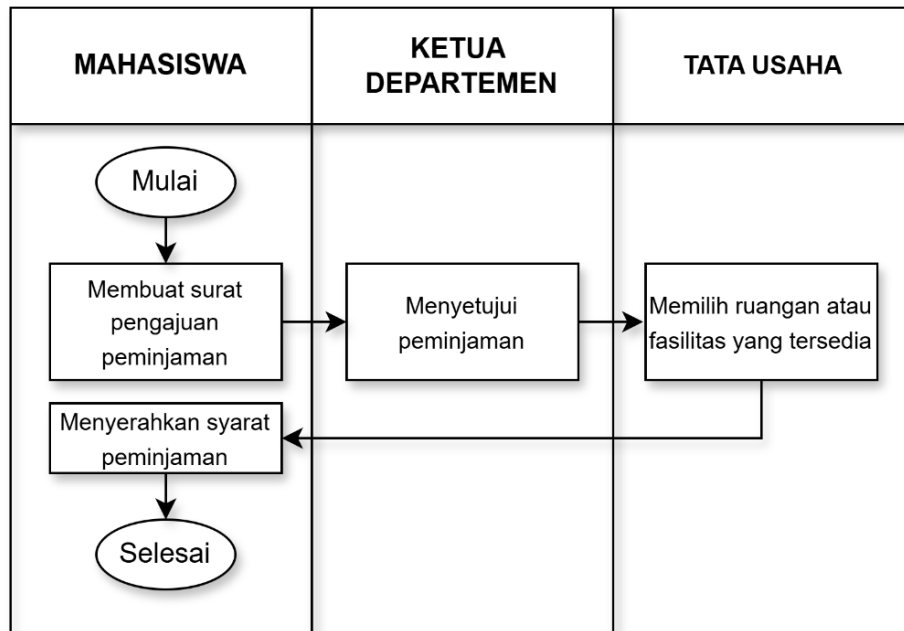 MAHASISWA
KETUA
DEPARTEMEN
TATA USAHA
Mulai
Membuat surat
pengajuan
peminjaman
Menyetujui
peminjaman
Memilih ruangan atau
fasilitas yang tersedia
Menyerahkan syarat
peminjaman
Selesai